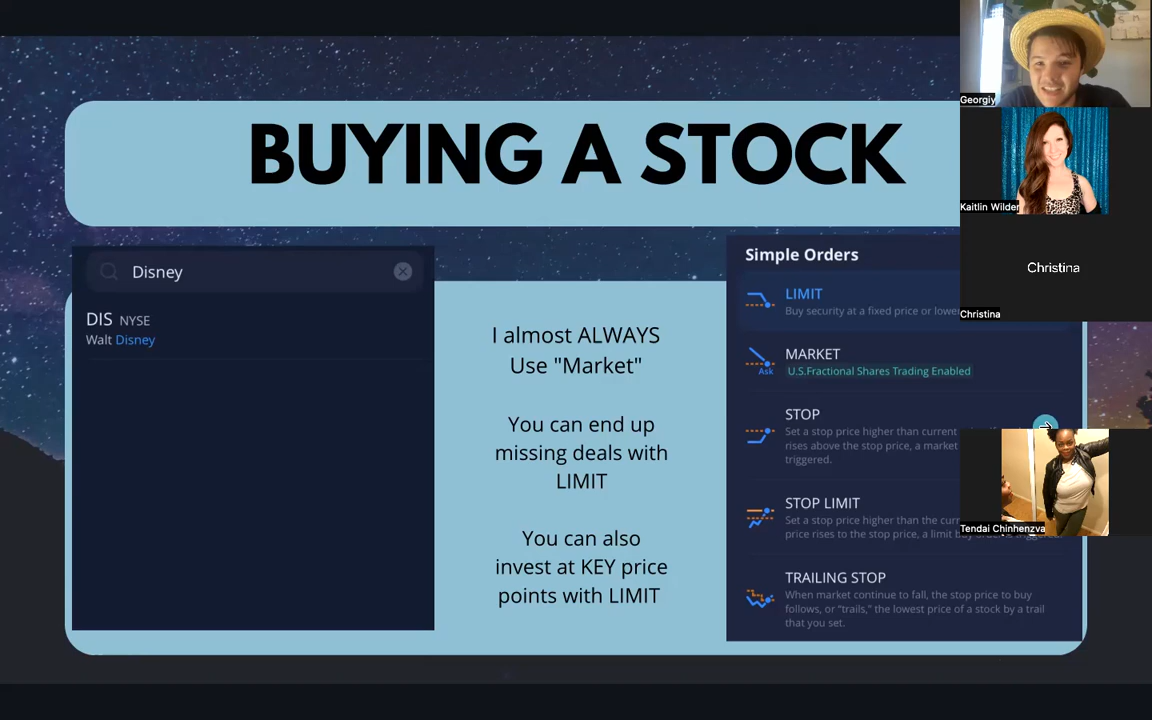 BUYING A STOCK
Disney
DIS NYSE
Walt Disney
I almost ALWAYS
Use "Market"
You can end up
missing deals with
LIMIT
You can also
invest at KEY price
points with LIMIT
Simple Orders
LIMIT
Buy security at a fixed price or lower
MARKET
Ask
U.S.Fractional Shares Trading Enabled
STOP
Set a stop price higher than current
rises above the stop price, a market
triggered.
STOP LIMIT
Set a stop price higher than the
price rises to the stop price, a limit buy
TRAILING STOP
When market continue to fall, the stop price to buy
follows, or "trails," the lowest price of a stock by a trail
that you set.
Georgiy
Kaitlin Wilder
Christina
Christina
Tendai Chinhenzva